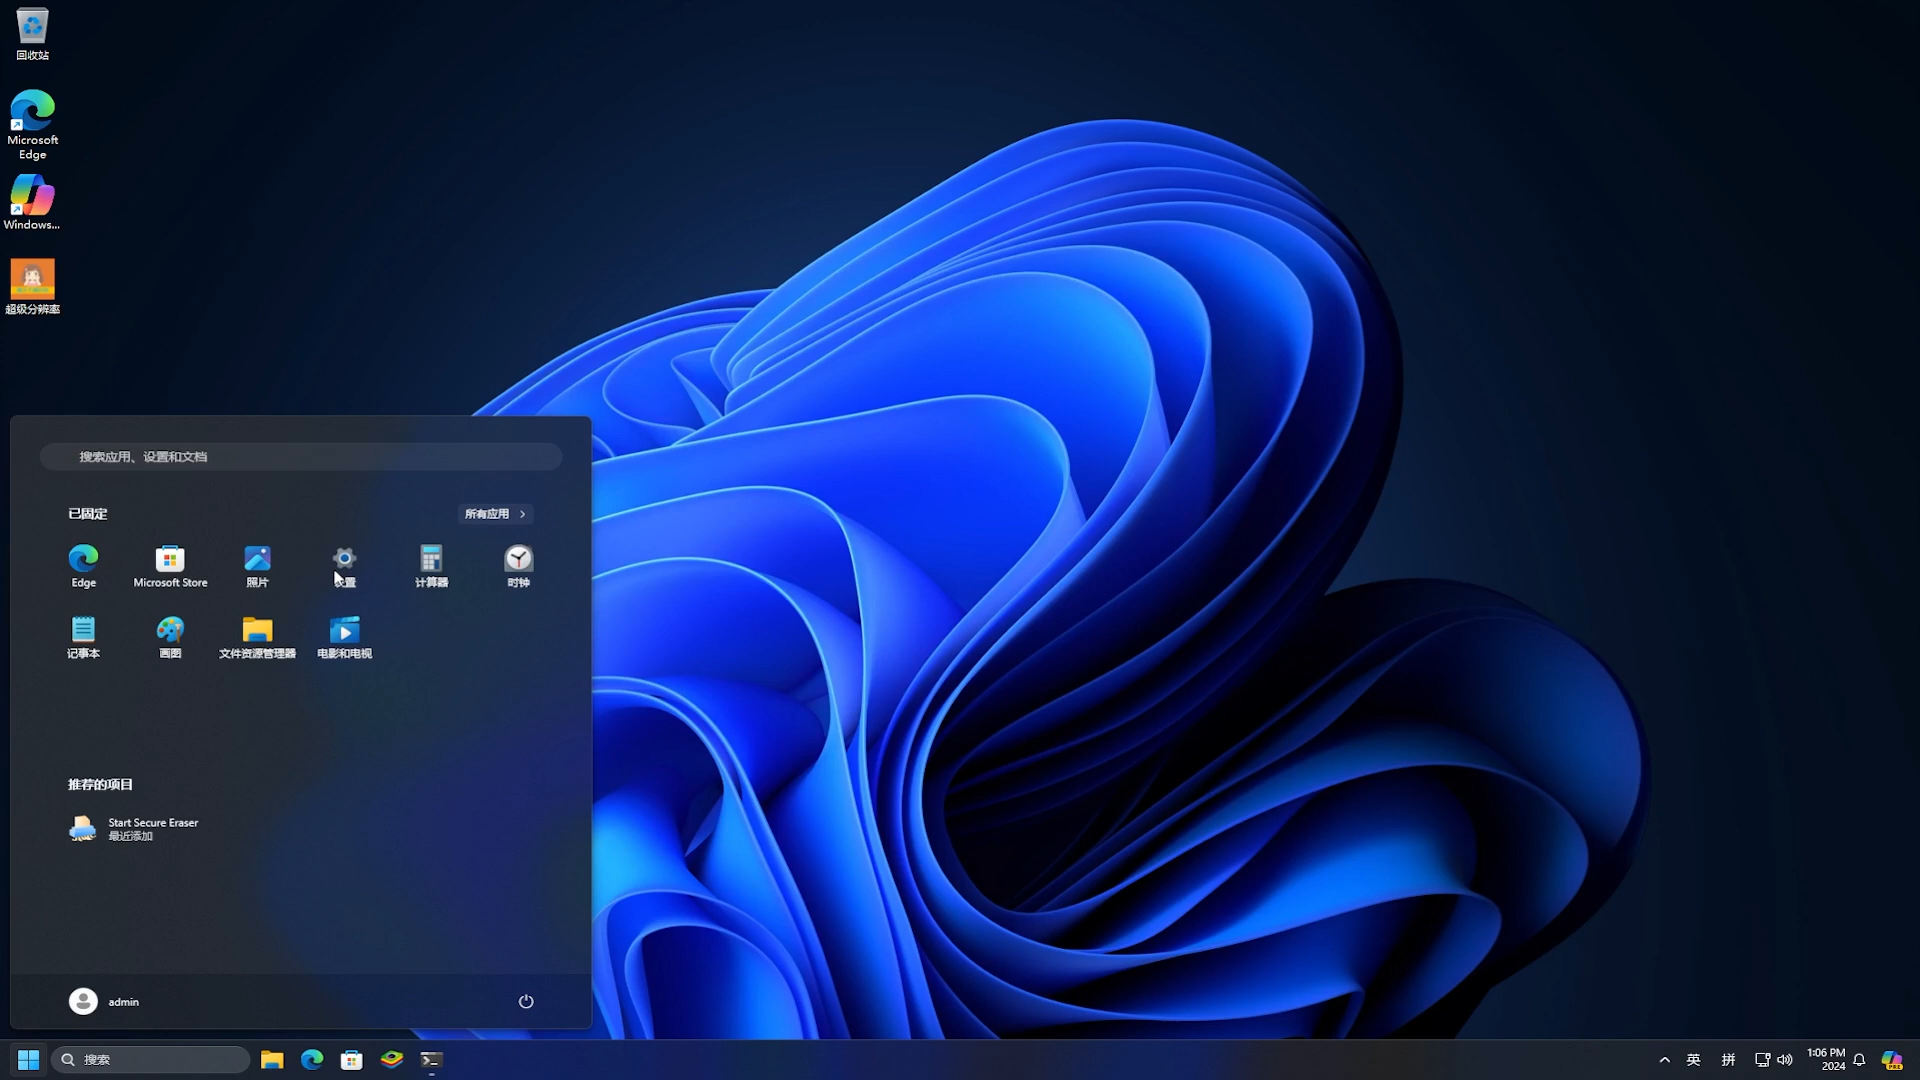 回收站
Microsoft
Edge
Windows...
超级分辨率
搜索应用、设置和文档
已固定
所有应用
Edge
Microsoft Store
照片
设置
计算器
时钟
记事本
画图
文件资源管理器
电影和电视
推荐的项目
Start Secure Eraser
最近添加
admin
搜索
英
拼
1:06 PM
2024
PRE